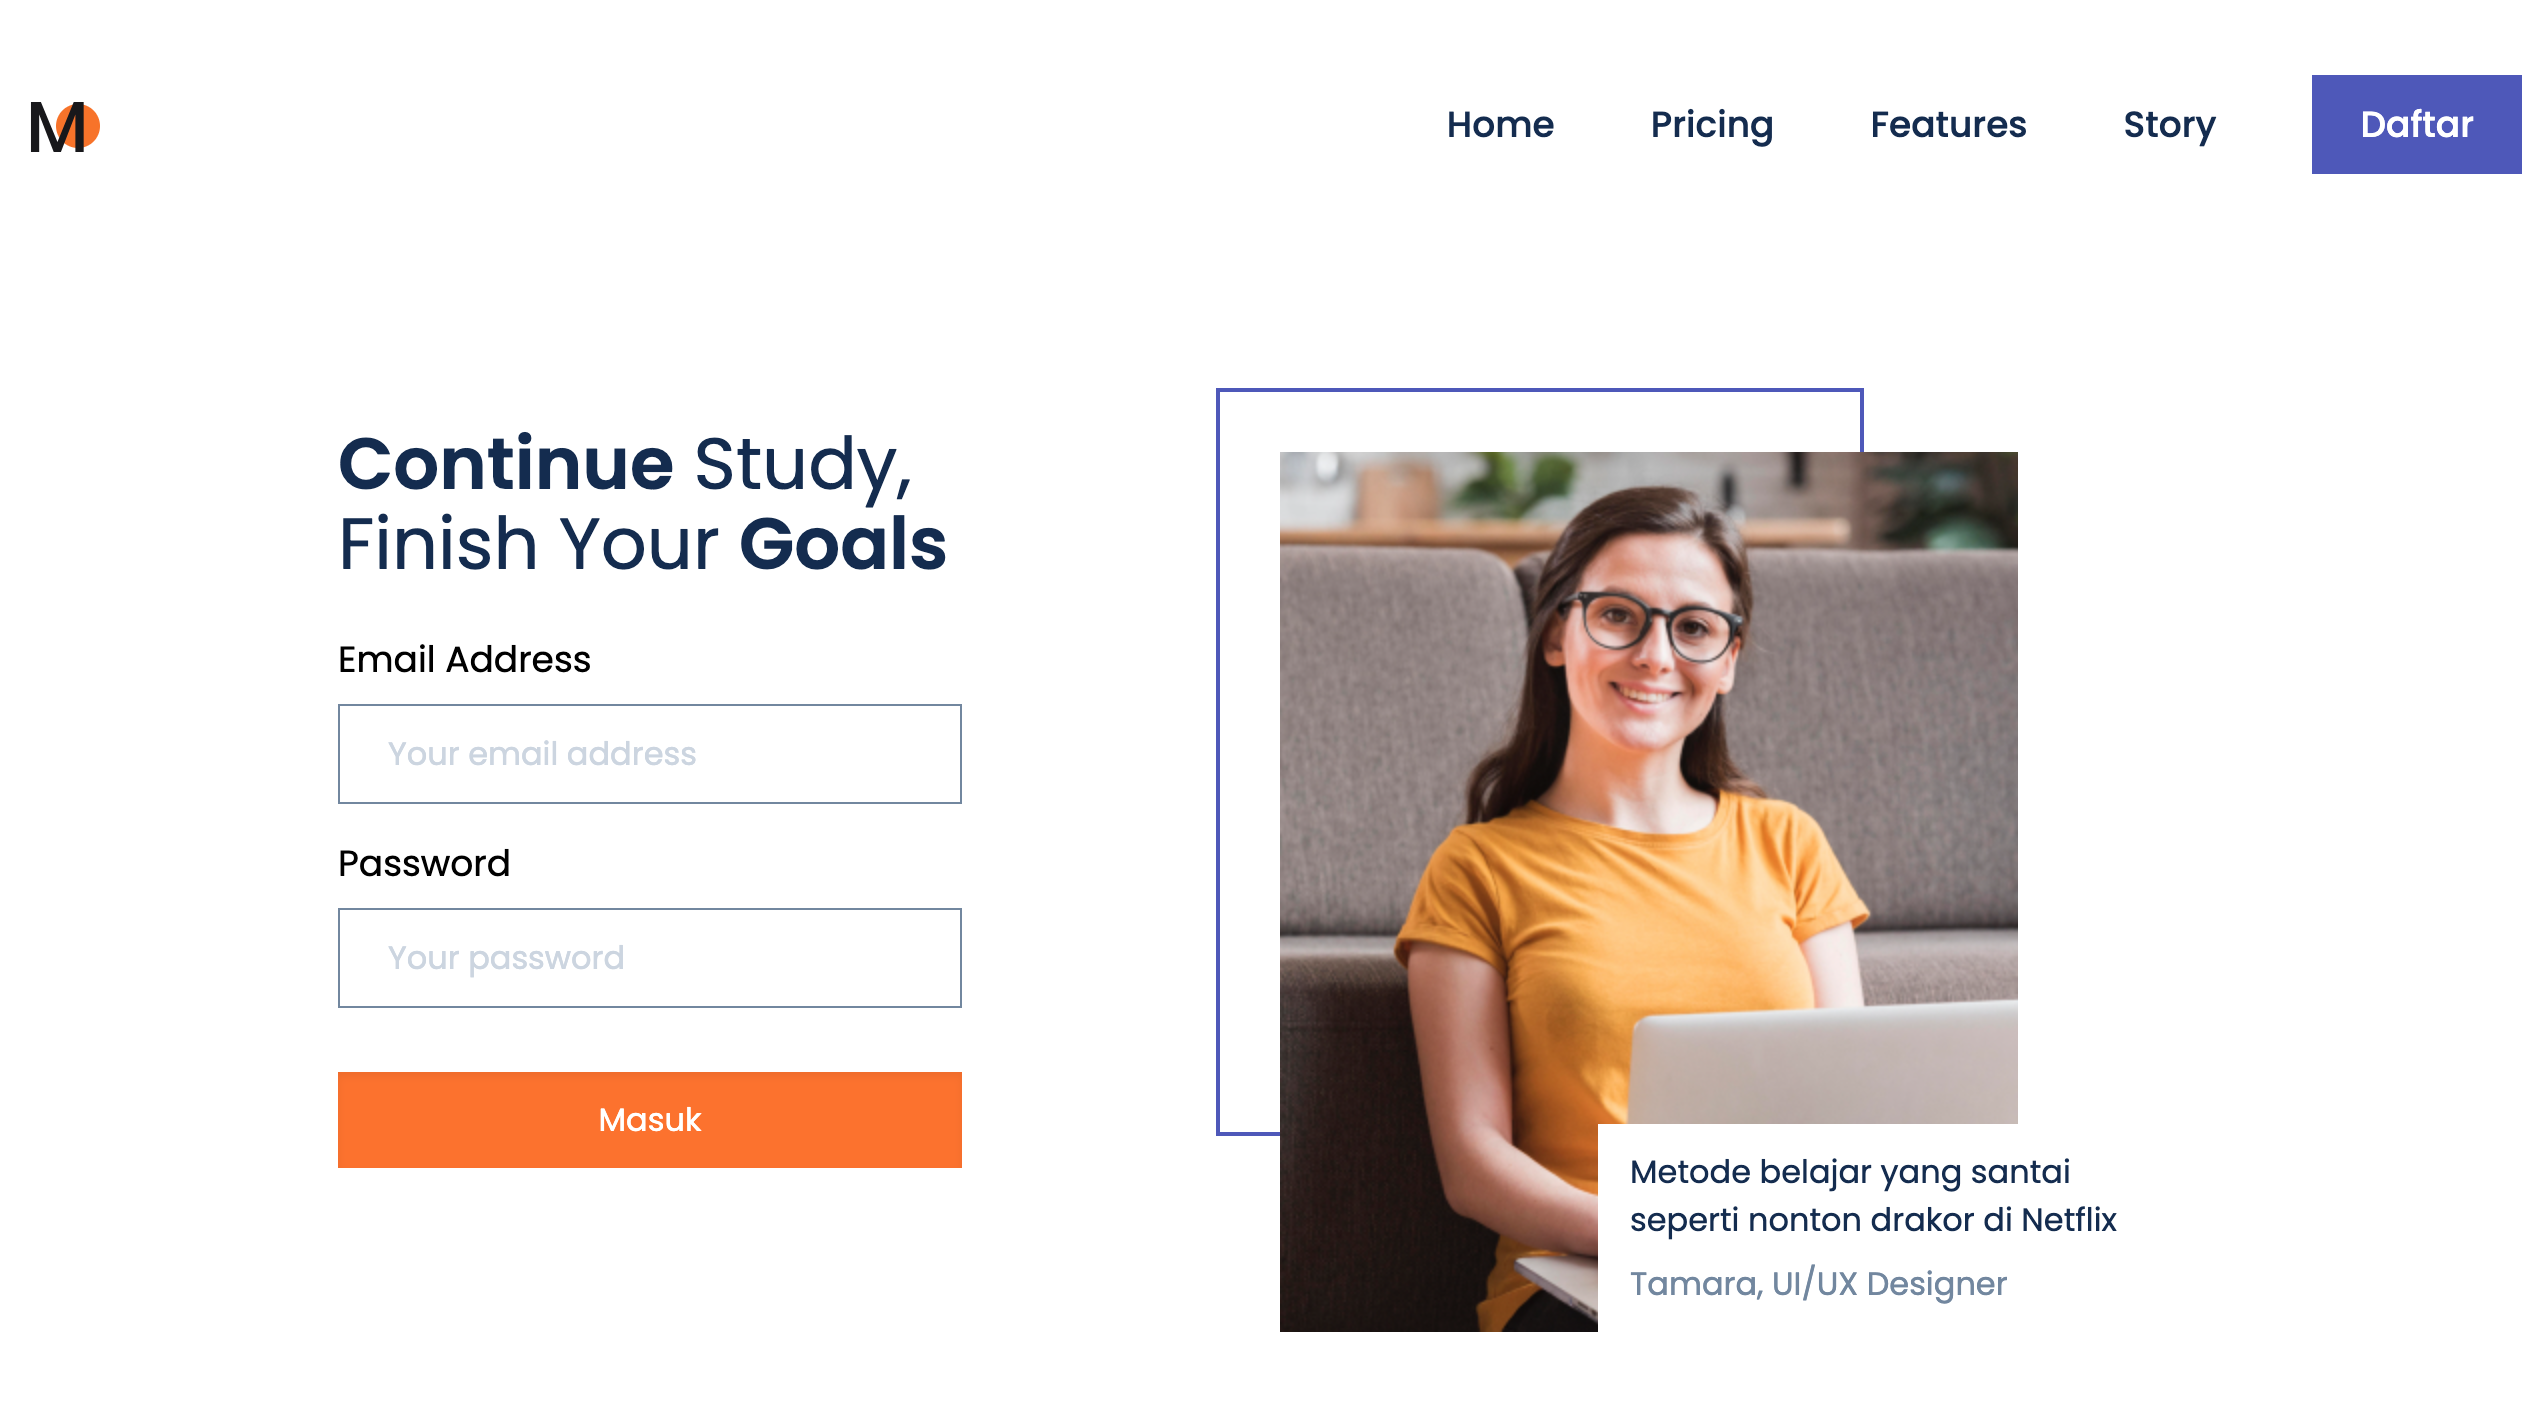 M
Home
Pricing
Features
Story
Daftar
Continue Study,
Finish Your Goals
Email Address
Your email address
Password
Your password
Masuk
Metode belajar yang santai
seperti nonton drakor di Netflix
Tamara, UI/UX Designer